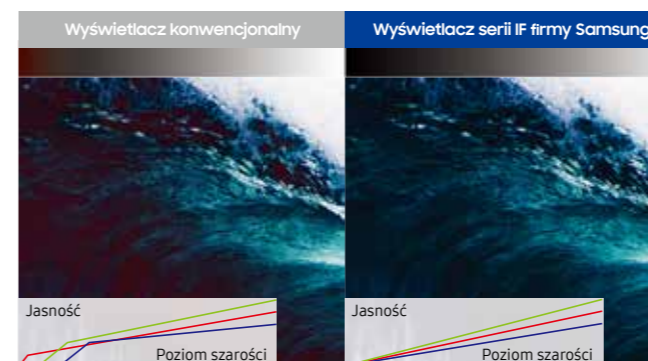 Wyświetlacz konwencjonalny
Wyświetlacz serii IF firmy Samsung
Jasność
Poziom szarości
Jasność
Poziom szarości